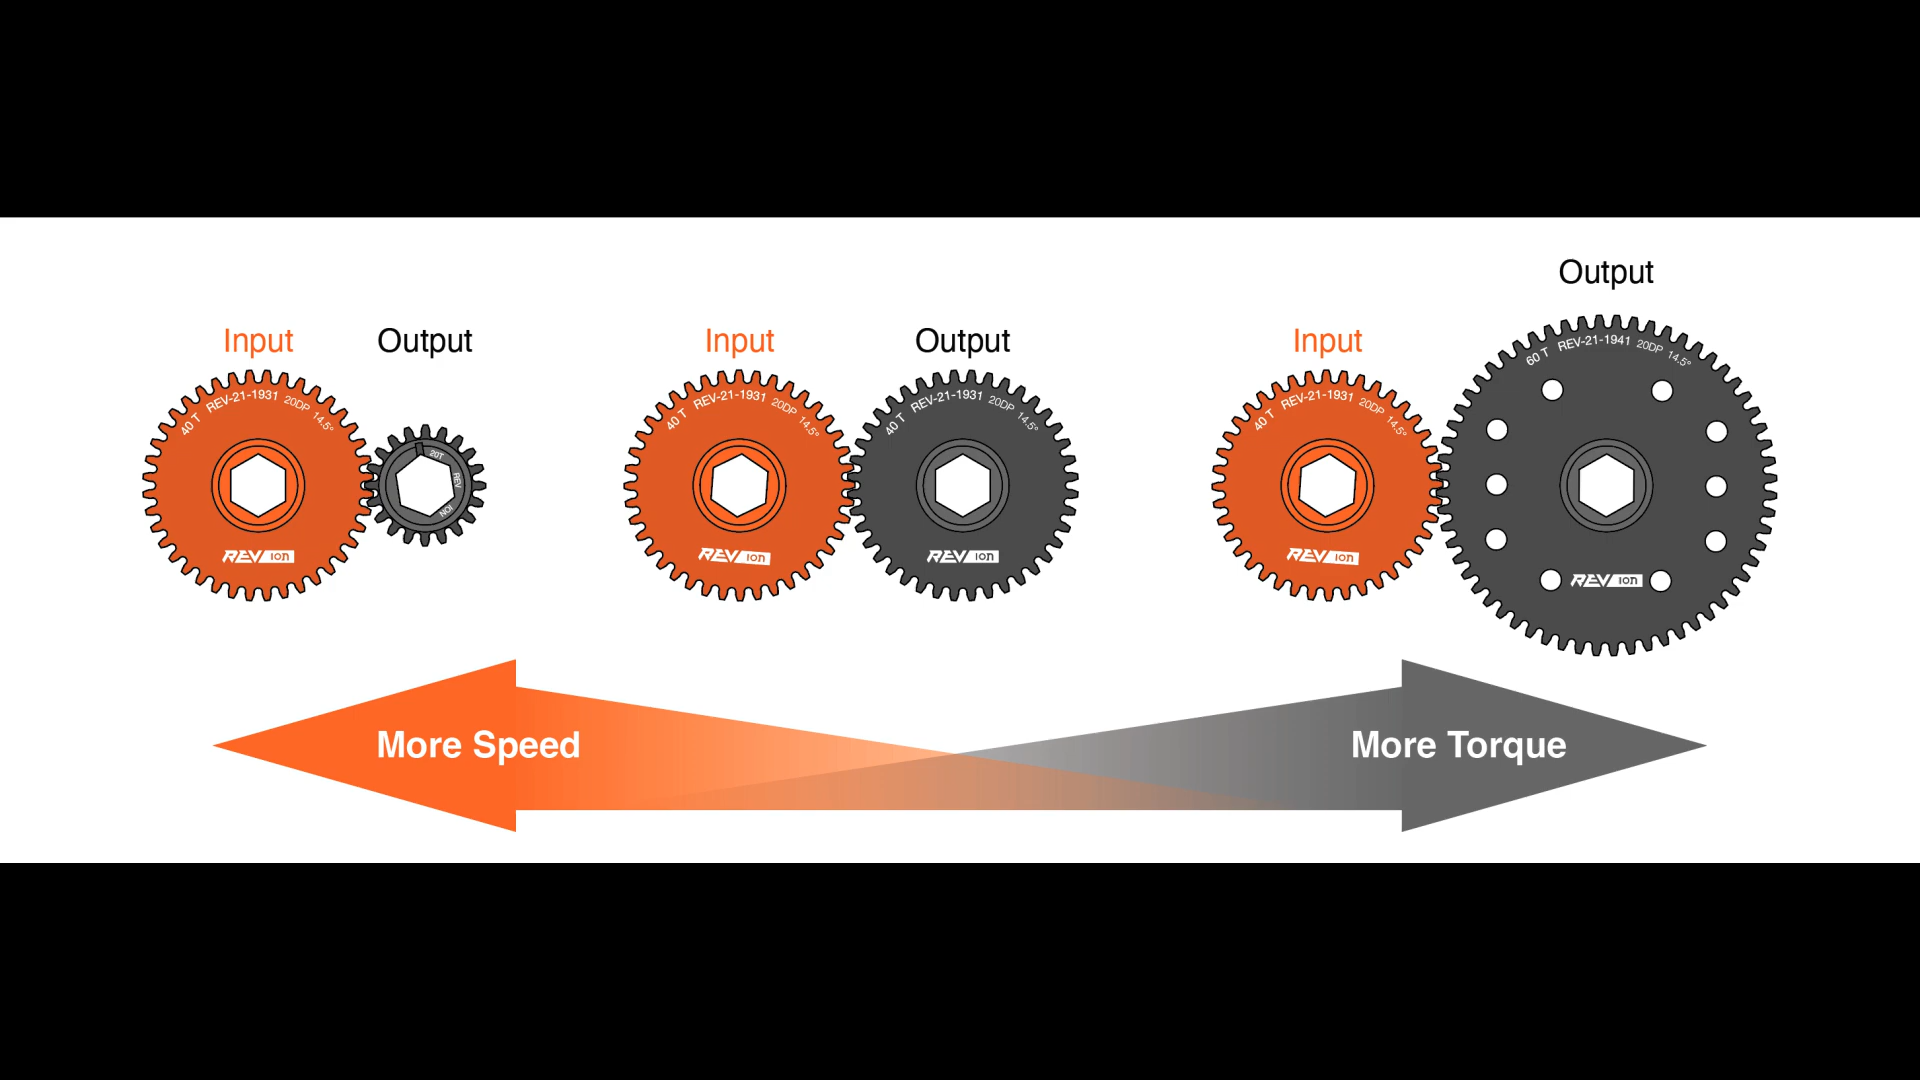 Output
Input
Output
Input
Output
Input
40 T REV-21-1931 20DP 14.5°
20T REV ION
40 T REV-21-1931 20DP 14.5°
40 T REV-21-1931 20DP 14.5°
40 T REV-21-1931 20DP 14.5°
60 T REV-21-1941 20DP 14.5°
REV ION
REV ION
REV ION
REV ION
REV ION
More Speed
More Torque